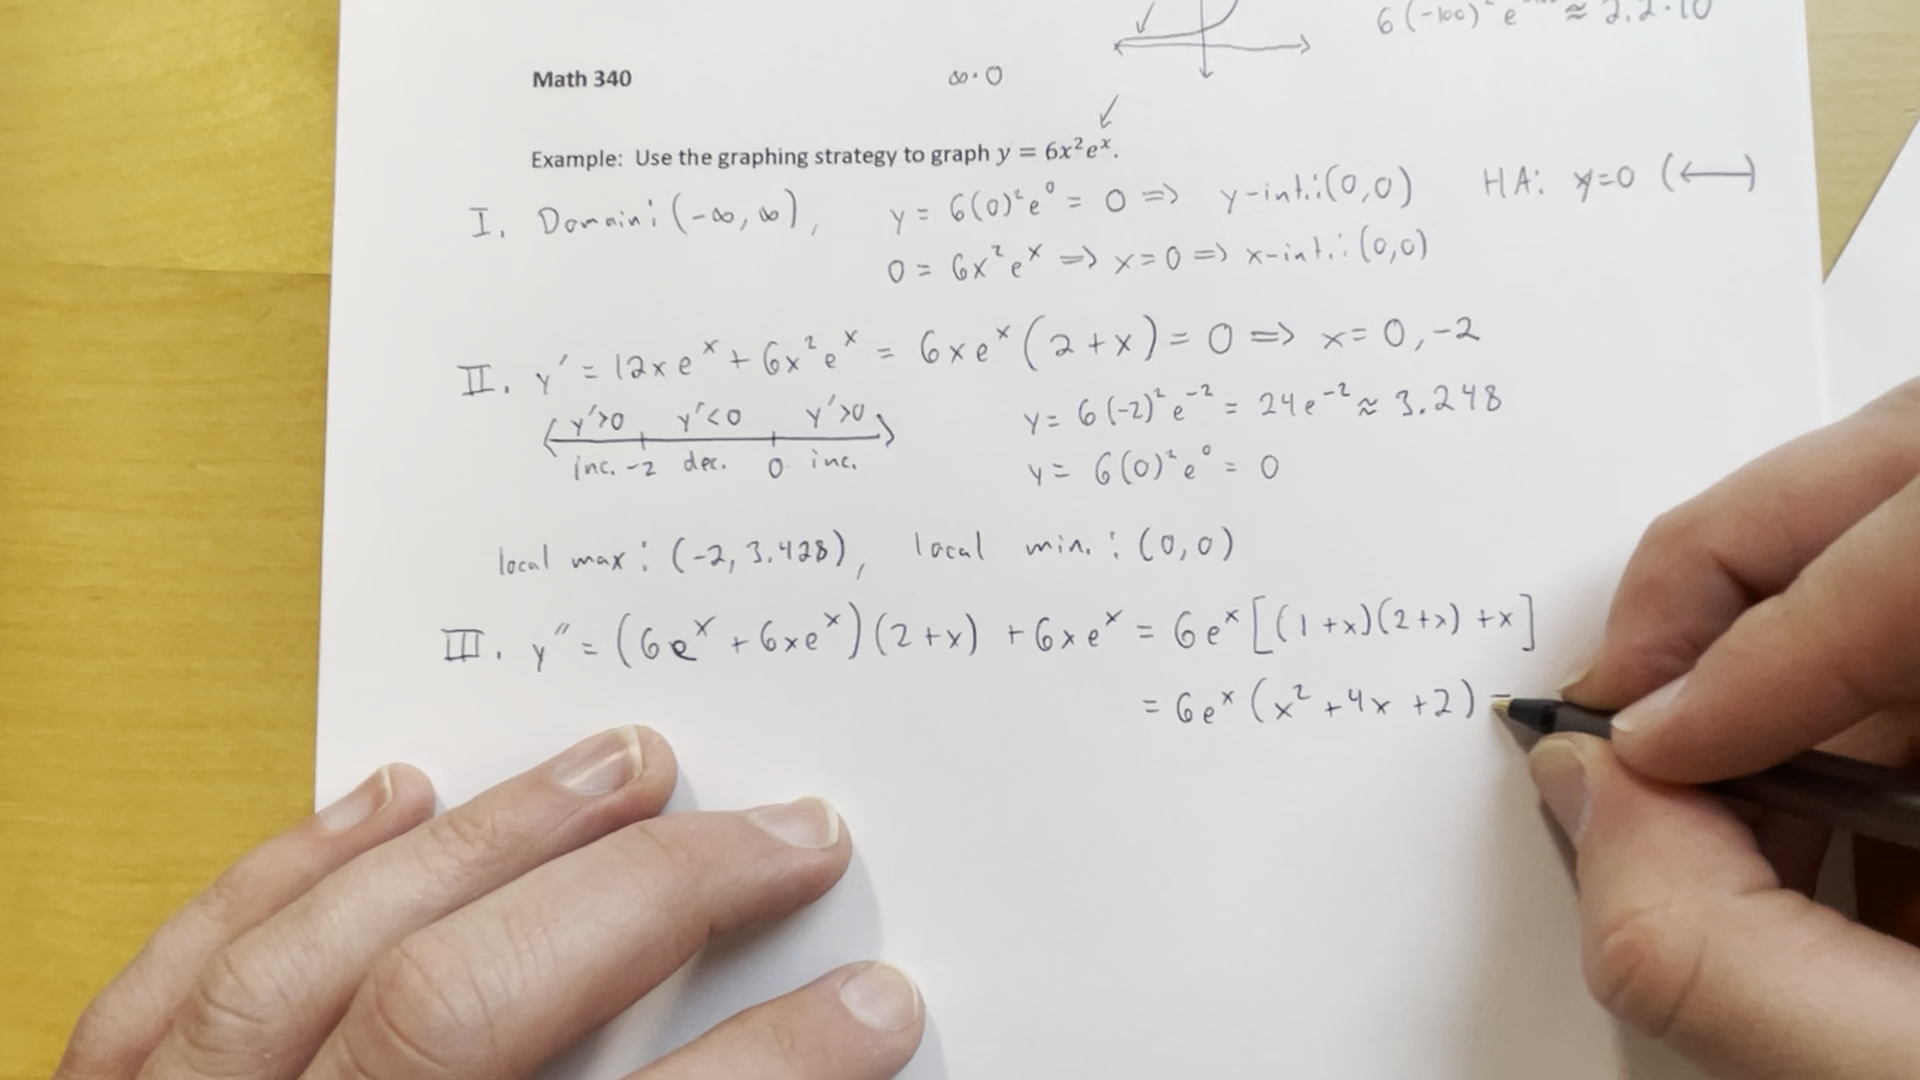 6(-100)² e ≈ 2.2·10
Math 340
∞·0
Example: Use the graphing strategy to graph y = 6x²eˣ.
I. Domain: (-∞, ∞), y = 6(0)²e⁰ = 0 => y-int.: (0,0) HA: y=0 (←)
0 = 6x²eˣ => x=0 => x-int.: (0,0)
II. y' = 12xeˣ + 6x²eˣ = 6xeˣ(2+x) = 0 => x = 0, -2
y'>0 y'<0 y'>0 y = 6(-2)²e⁻² = 24e⁻² ≈ 3.248
inc. -2 dec. 0 inc. y = 6(0)²e⁰ = 0
local max: (-2, 3.428), local min.: (0,0)
III. y'' = (6eˣ + 6xeˣ)(2+x) + 6xeˣ = 6eˣ[(1+x)(2+x) +x]
= 6eˣ(x² + 4x + 2) =